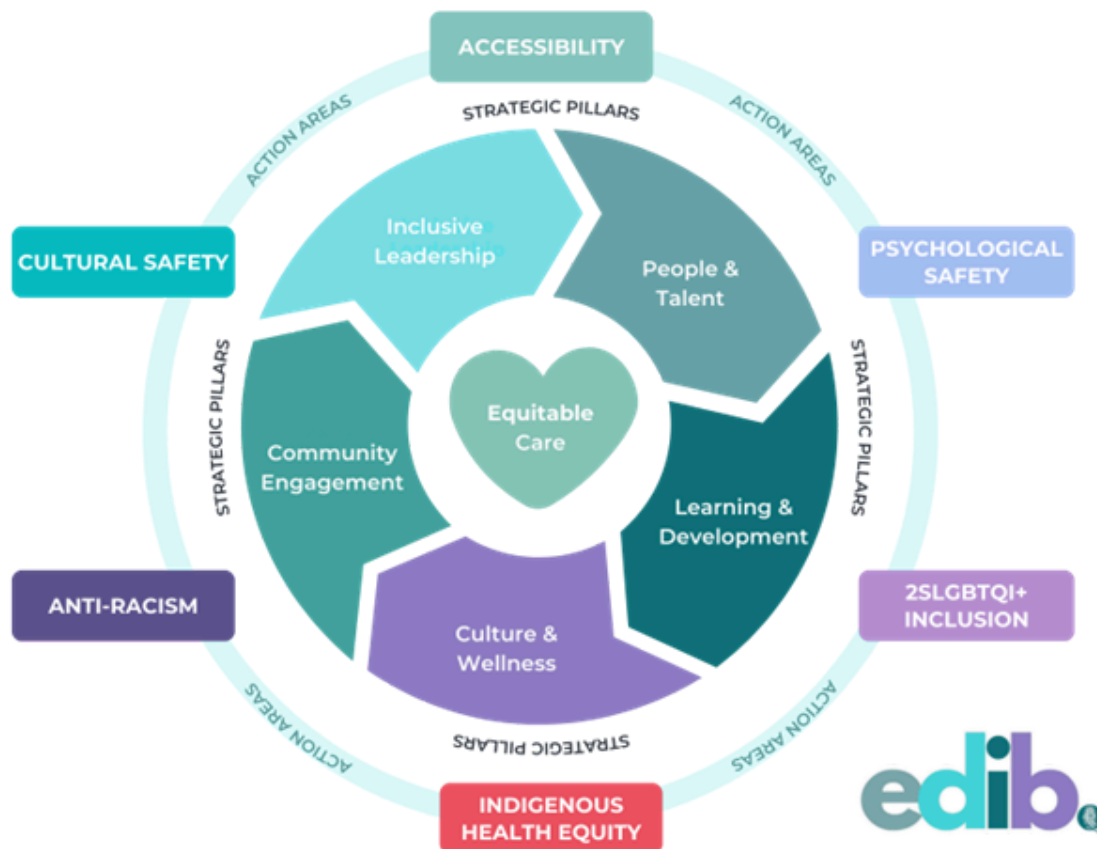 ACCESSIBILITY
ACTION AREAS
STRATEGIC PILLARS
ACTION AREAS
CULTURAL SAFETY
Inclusive
Leadership
People &
Talent
PSYCHOLOGICAL
SAFETY
STRATEGIC PILLARS
Equitable
Care
STRATEGIC PILLARS
Community
Engagement
Learning &
Development
ANTI-RACISM
Culture &
Wellness
2SLGBTQI+
INCLUSION
ACTION AREAS
STRATEGIC PILLARS
ACTION AREAS
INDIGENOUS
HEALTH EQUITY
edib